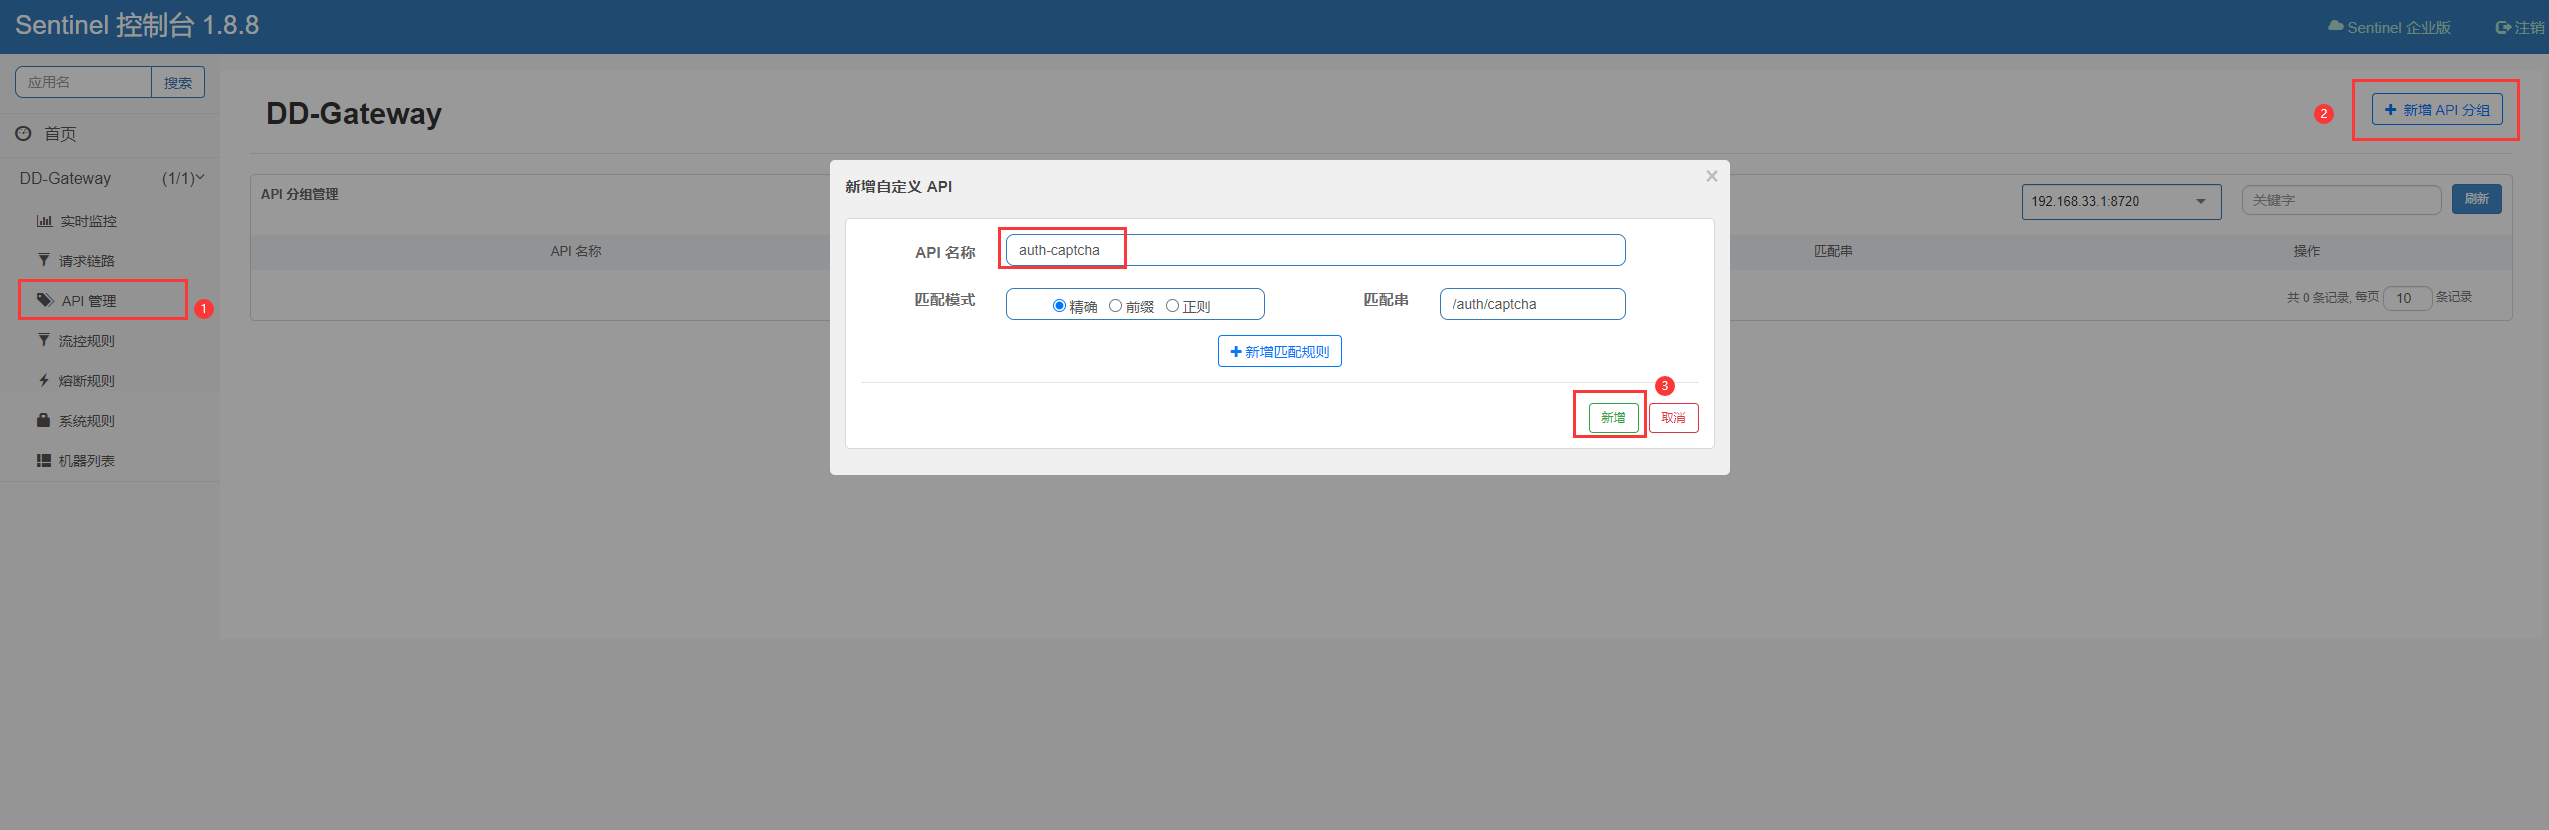 Sentinel 控制台 1.8.8
Sentinel 企业版
注销
应用名
搜索
首页
DD-Gateway (1/1)
实时监控
请求链路
API 管理
1
流控规则
熔断规则
系统规则
机器列表
DD-Gateway
2
新增 API 分组
API 分组管理
192.168.33.1:8720
关键字
刷新
API 名称
匹配串
操作
共 0 条记录, 每页 10 条记录
新增自定义 API
×
API 名称
auth-captcha
匹配模式
精确 前缀 正则
匹配串
/auth/captcha
新增匹配规则
3
新增
取消